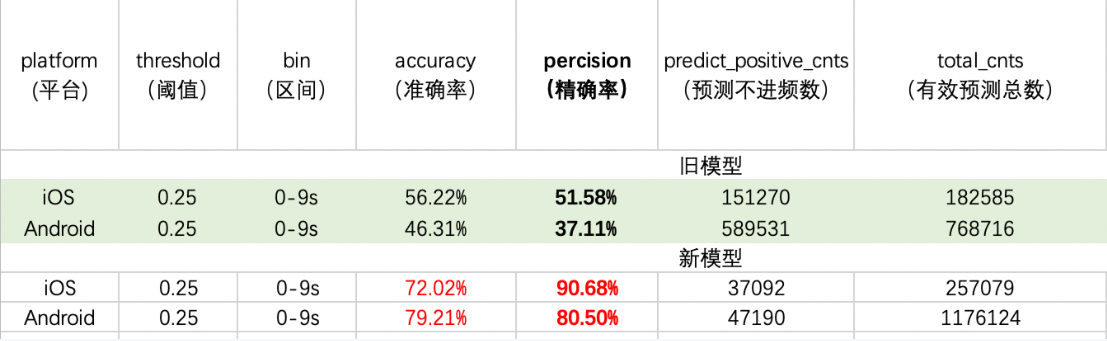 platform threshold bin accuracy percision predict_positive_cnts total_cnts
(平台) （阈值） （区间） （准确率） （精确率） （预测不进频数） （有效预测总数）
旧模型
iOS 0.25 0-9s 56.22% 51.58% 151270 182585
Android 0.25 0-9s 46.31% 37.11% 589531 768716
新模型
iOS 0.25 0-9s 72.02% 90.68% 37092 257079
Android 0.25 0-9s 79.21% 80.50% 47190 1176124